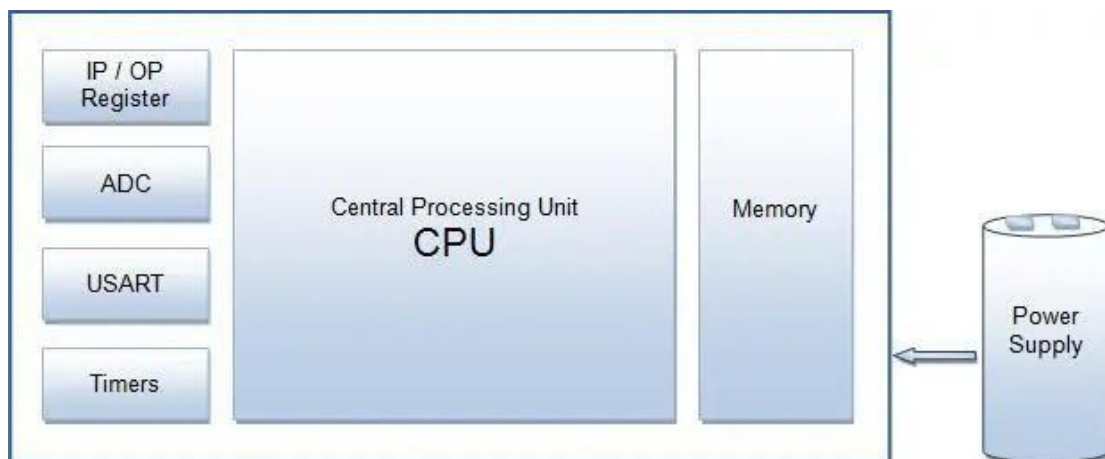 IP / OP
Register
ADC
USART
Timers
Central Processing Unit
CPU
Memory
Power
Supply